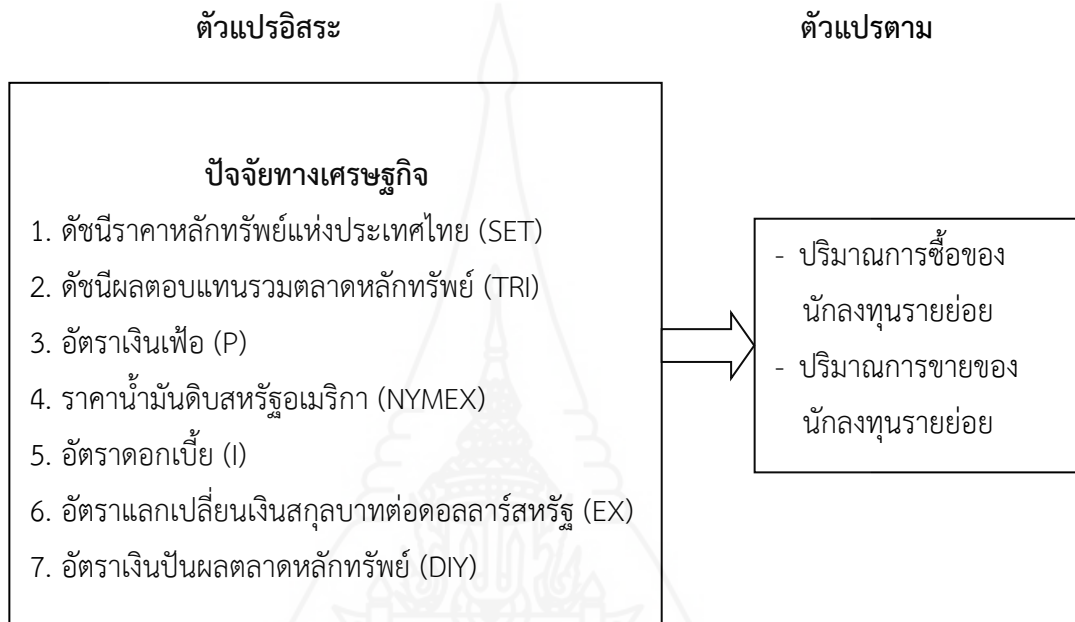 ตัวแปรอิสระ
ตัวแปรตาม
ปัจจัยทางเศรษฐกิจ
1. ดัชนีราคาหลักทรัพย์แห่งประเทศไทย (SET)
2. ดัชนีผลตอบแทนรวมตลาดหลักทรัพย์ (TRI)
3. อัตราเงินเฟ้อ (P)
4. ราคาน้ำมันดิบสหรัฐอเมริกา (NYMEX)
5. อัตราดอกเบี้ย (I)
6. อัตราแลกเปลี่ยนเงินสกุลบาทต่อดอลลาร์สหรัฐ (EX)
7. อัตราเงินปันผลตลาดหลักทรัพย์ (DIY)
- ปริมาณการซื้อของ
นักลงทุนรายย่อย
- ปริมาณการขายของ
นักลงทุนรายย่อย